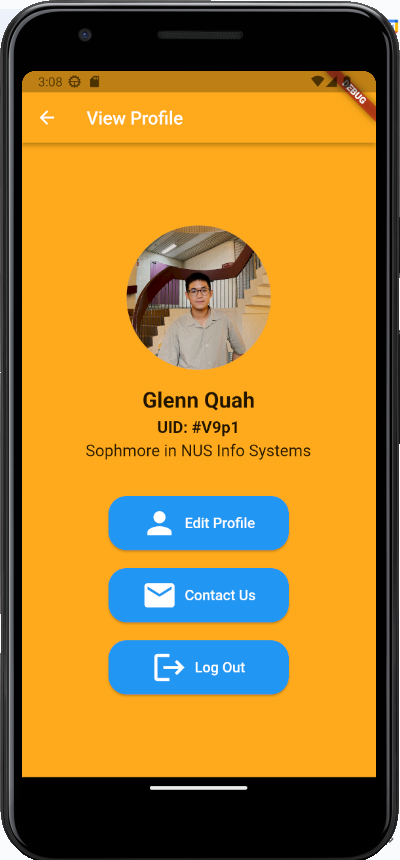 3:08
DEBUG
View Profile
Glenn Quah
UID: #V9p1
Sophmore in NUS Info Systems
Edit Profile
Contact Us
Log Out